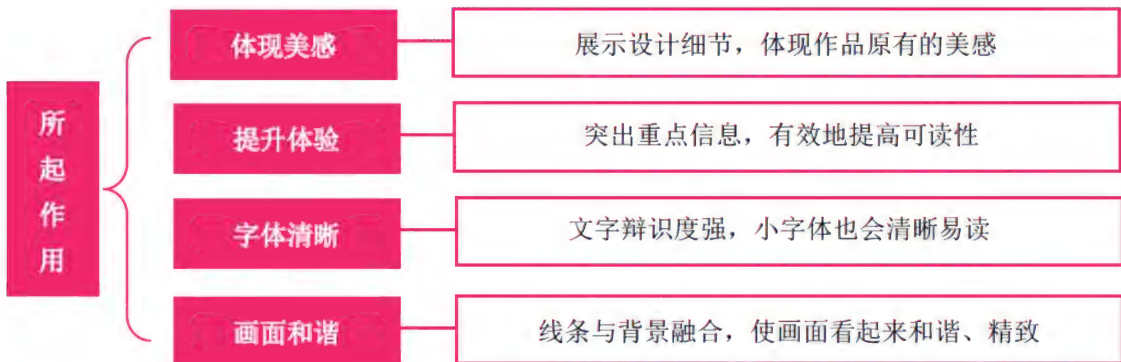 所起作用
体现美感
展示设计细节，体现作品原有的美感
提升体验
突出重点信息，有效地提高可读性
字体清晰
文字辩识度强，小字体也会清晰易读
画面和谐
线条与背景融合，使画面看起来和谐、精致